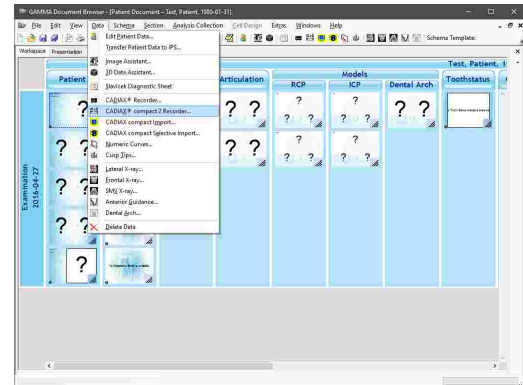 GAMMA Document Browser - [Patient Document - Test, Patient, 1980-01-31]
File Edit View Data Schema Section Analysis Collection Cell Design Extras Windows Help
Schema Template:
Workspace Presentation
Edit Patient Data...
Transfer Patient Data to IPS...
Image Assistant...
3D Data Assistant...
Slavicek Diagnostic Sheet
CADIAX® Recorder...
CADIAX® compact 2 Recorder...
CADIAX compact Import...
CADIAX compact Selective Import...
Numeric Curves...
Cusp Tips...
Lateral X-ray...
Frontal X-ray...
SMV X-ray...
Anterior Guidance...
Dental Arch...
Delete Data
Test, Patient, 1
Patient
Articulation
Models
RCP
ICP
Dental Arch
Toothstatus
? ? ? ? ? ?
? ? ? ? ? ?
? ?
? ?
?
Examination
2016-04-27